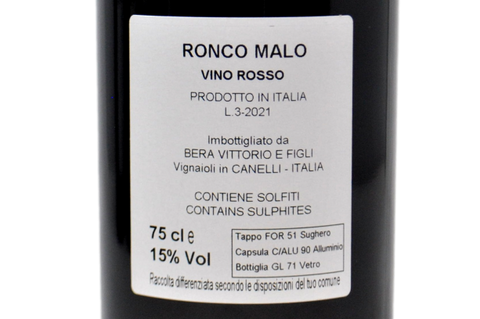 RONCO MALO
VINO ROSSO
PRODOTTO IN ITALIA
L.3-2021
Imbottigliato da
BERA VITTORIO E FIGLI
Vignaioli in CANELLI - ITALIA
CONTIENE SOLFITI
CONTAINS SULPHITES
75 cl e
15% Vol
Tappo FOR 51 Sughero
Capsula C/ALU 90 Alluminio
Bottiglia GL 71 Vetro
Raccolta differenziata secondo le disposizioni del tuo comune